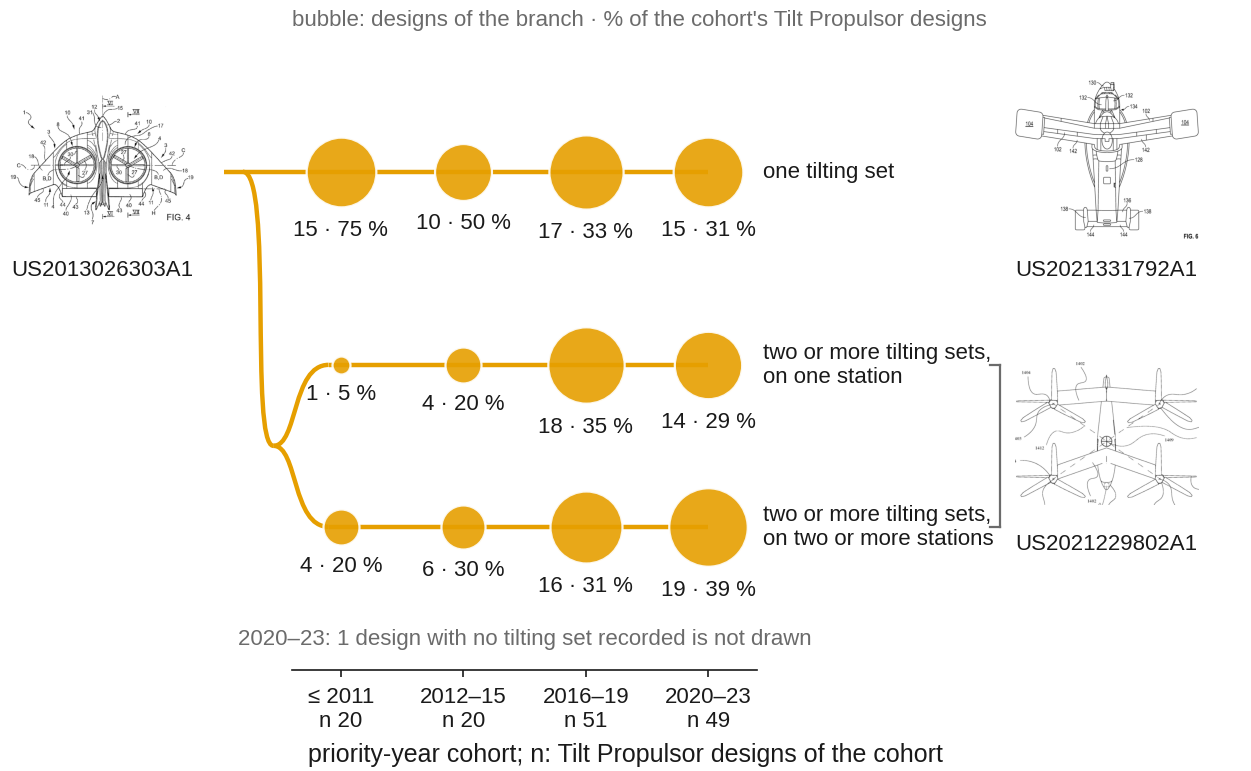 bubble: designs of the branch · % of the cohort's Tilt Propulsor designs
FIG. 4
US2013026303A1
one tilting set
15 · 75 %
10 · 50 %
17 · 33 %
15 · 31 %
FIG. 6
US2021331792A1
two or more tilting sets,
on one station
1 · 5 %
4 · 20 %
18 · 35 %
14 · 29 %
two or more tilting sets,
on two or more stations
US2021229802A1
4 · 20 %
6 · 30 %
16 · 31 %
19 · 39 %
2020–23: 1 design with no tilting set recorded is not drawn
≤ 2011
n 20
2012–15
n 20
2016–19
n 51
2020–23
n 49
priority-year cohort; n: Tilt Propulsor designs of the cohort